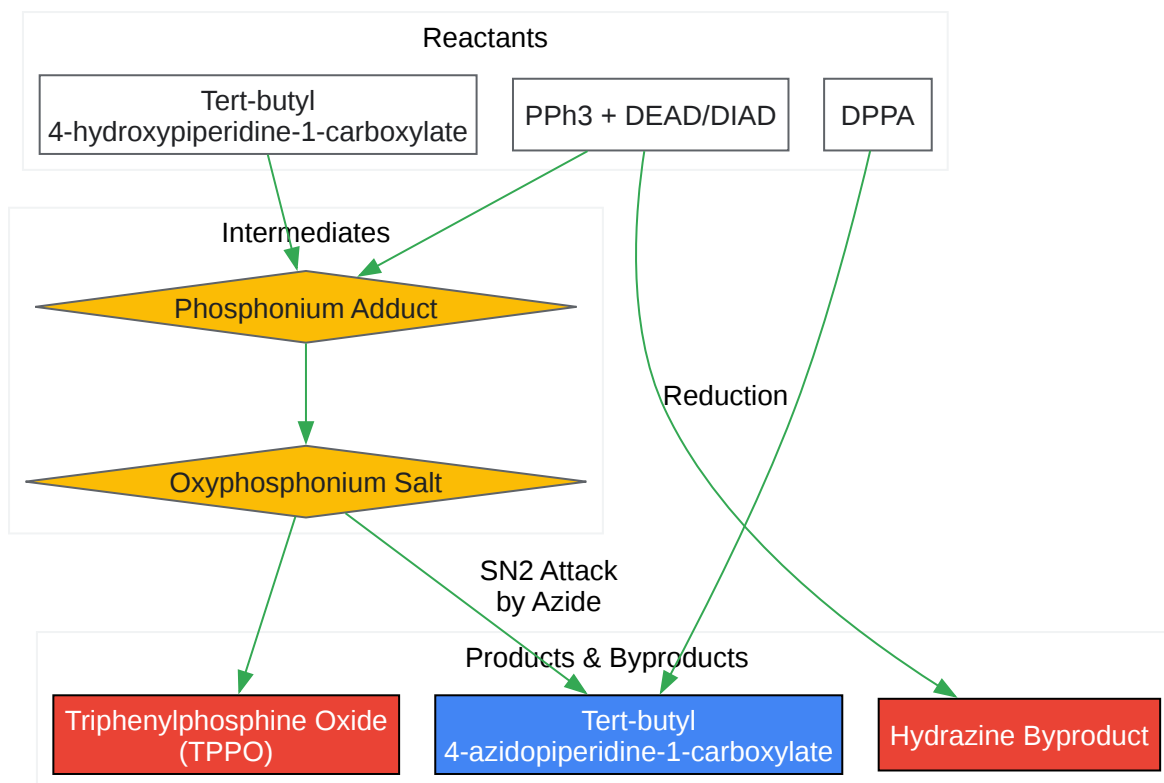 Reactants
Tert-butyl
4-hydroxypiperidine-1-carboxylate
PPh3 + DEAD/DIAD
DPPA
Intermediates
Phosphonium Adduct
Reduction
Oxyphosphonium Salt
SN2 Attack
by Azide
Products & Byproducts
Triphenylphosphine Oxide
(TPPO)
Tert-butyl
4-azidopiperidine-1-carboxylate
Hydrazine Byproduct